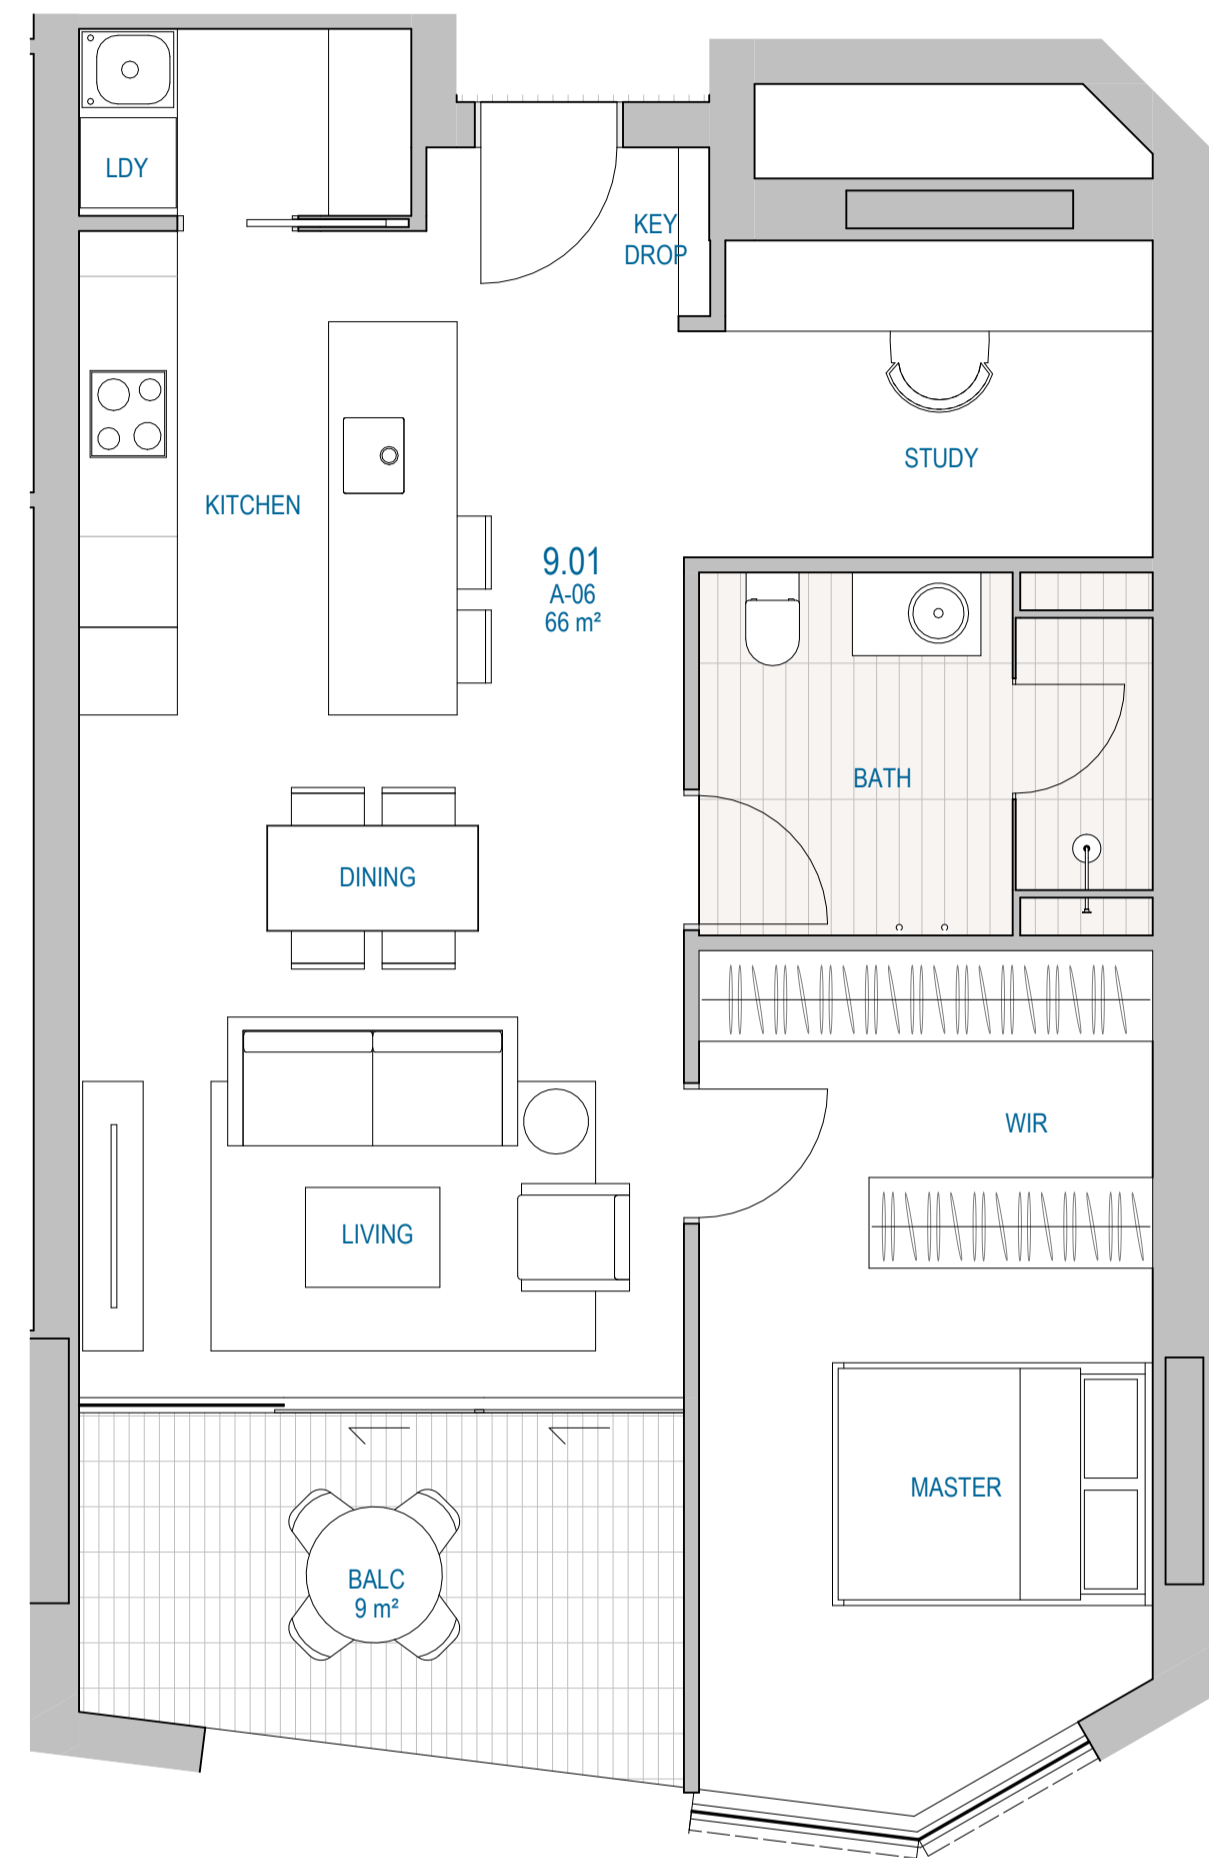 LDY
KEY
DROP
STUDY
KITCHEN
9.01
A-06
66 m²
BATH
DINING
WIR
LIVING
MASTER
BALC
9 m²